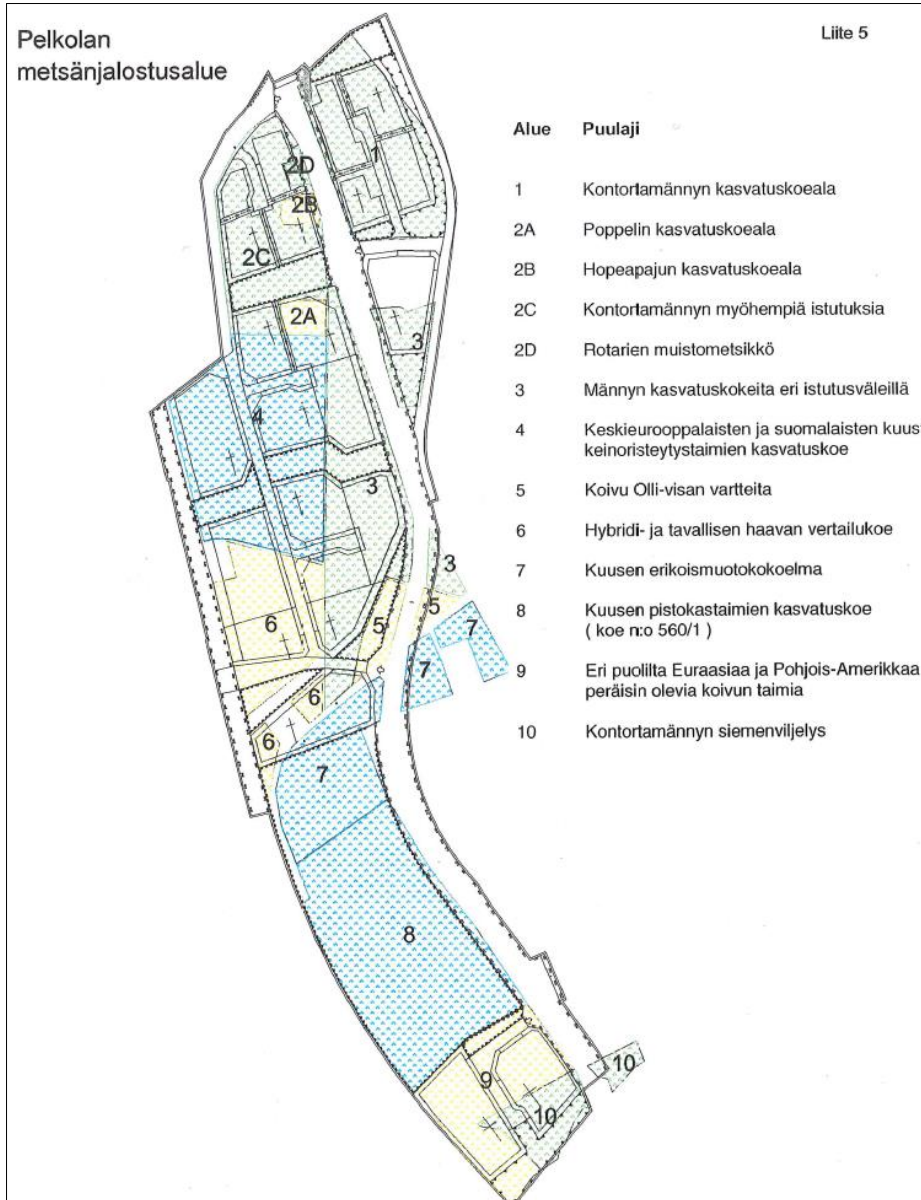 Pelkolan
metsänjalostusalue
Liite 5
Alue Puulaji
1 Kontortamännyn kasvatuskoeala
2A Poppelin kasvatuskoeala
2B Hopeapajun kasvatuskoeala
2C Kontortamännyn myöhempiä istutuksia
2D Rotarien muistometsikkö
3 Männyn kasvatuskokeita eri istutusväleillä
4 Keskieurooppalaisten ja suomalaisten kuus
keinoristeytystaimien kasvatuskoe
5 Koivu Olli-visan vartteita
6 Hybridi- ja tavallisen haavan vertailukoe
7 Kuusen erikoismuotokokoelma
8 Kuusen pistokastaimien kasvatuskoe
( koe n:o 560/1 )
9 Eri puolilta Euraasiaa ja Pohjois-Amerikkaa
peräisin olevia koivun taimia
10 Kontortamännyn siemenviljelys
1
2D
2B
2C
2A
3
4
3
3
5
5
6
7
7
6
6
7
8
9
10
10